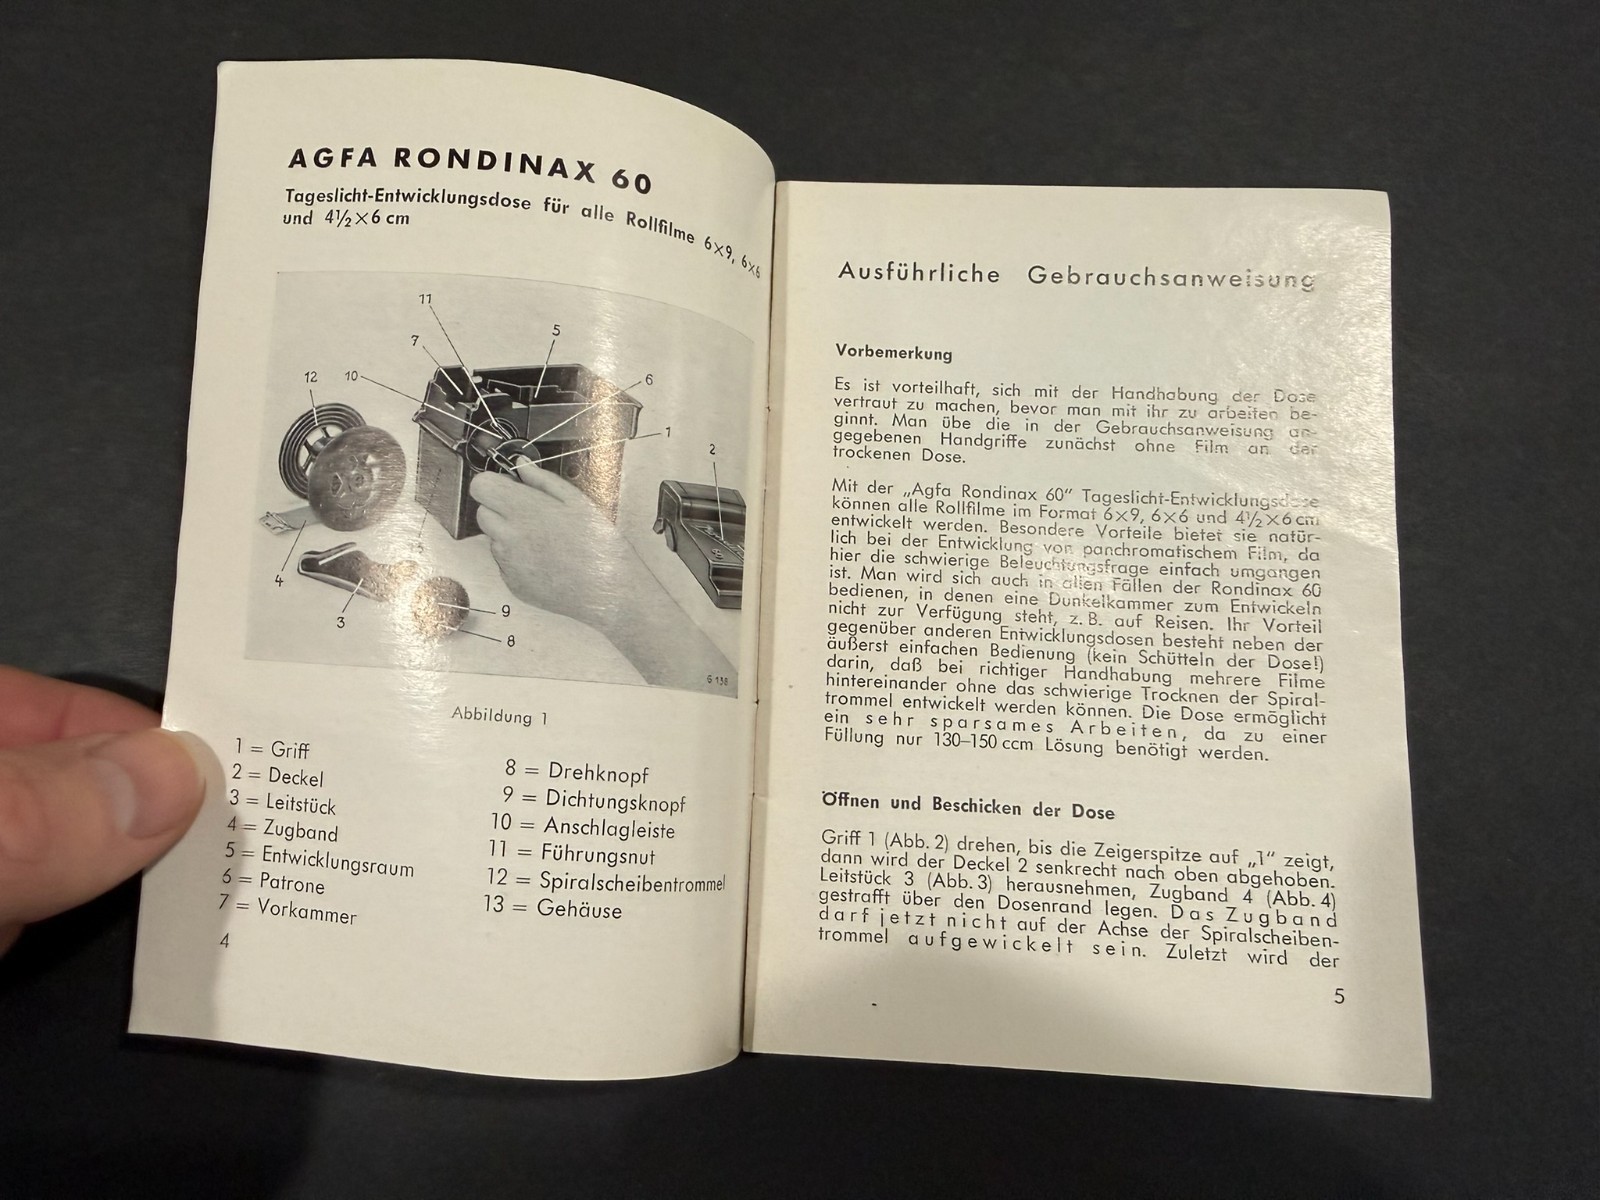 AGFA RONDINAX 60
Tageslicht-Entwicklungsdose für alle Rollfilme 6×9, 6×6
und 4½×6 cm
11
5
7
12
10
6
1
2
4
3
9
8
G 138
Abbildung 1
1 = Griff
2 = Deckel
3 = Leitstück
4 = Zugband
5 = Entwicklungsraum
6 = Patrone
7 = Vorkammer
8 = Drehknopf
9 = Dichtungsknopf
10 = Anschlagleiste
11 = Führungsnut
12 = Spiralscheibentrommel
13 = Gehäuse
4
Ausführliche Gebrauchsanweisung
Vorbemerkung
Es ist vorteilhaft, sich mit der Handhabung der Dose
vertraut zu machen, bevor man mit ihr zu arbeiten be-
ginnt. Man übe die in der Gebrauchsanweisung an-
gegebenen Handgriffe zunächst ohne Film an der
trockenen Dose.
Mit der „Agfa Rondinax 60" Tageslicht-Entwicklungsdose
können alle Rollfilme im Format 6×9, 6×6 und 4½×6 cm
entwickelt werden. Besondere Vorteile bietet sie natür-
lich bei der Entwicklung von panchromatischem Film, da
hier die schwierige Beleuchtungsfrage einfach umgangen
ist. Man wird sich auch in allen Fällen der Rondinax 60
bedienen, in denen eine Dunkelkammer zum Entwickeln
nicht zur Verfügung steht, z. B. auf Reisen. Ihr Vorteil
gegenüber anderen Entwicklungsdosen besteht neben der
äußerst einfachen Bedienung (kein Schütteln der Dose!)
darin, daß bei richtiger Handhabung mehrere Filme
hintereinander ohne das schwierige Trocknen der Spiral-
trommel entwickelt werden können. Die Dose ermöglicht
ein sehr sparsames Arbeiten, da zu einer
Füllung nur 130–150 ccm Lösung benötigt werden.
Öffnen und Beschicken der Dose
Griff 1 (Abb. 2) drehen, bis die Zeigerspitze auf „1" zeigt,
dann wird der Deckel 2 senkrecht nach oben abgehoben.
Leitstück 3 (Abb. 3) herausnehmen, Zugband 4 (Abb. 4)
gestrafft über den Dosenrand legen. Das Zugband
darf jetzt nicht auf der Achse der Spiralscheiben-
trommel aufgewickelt sein. Zuletzt wird der
5